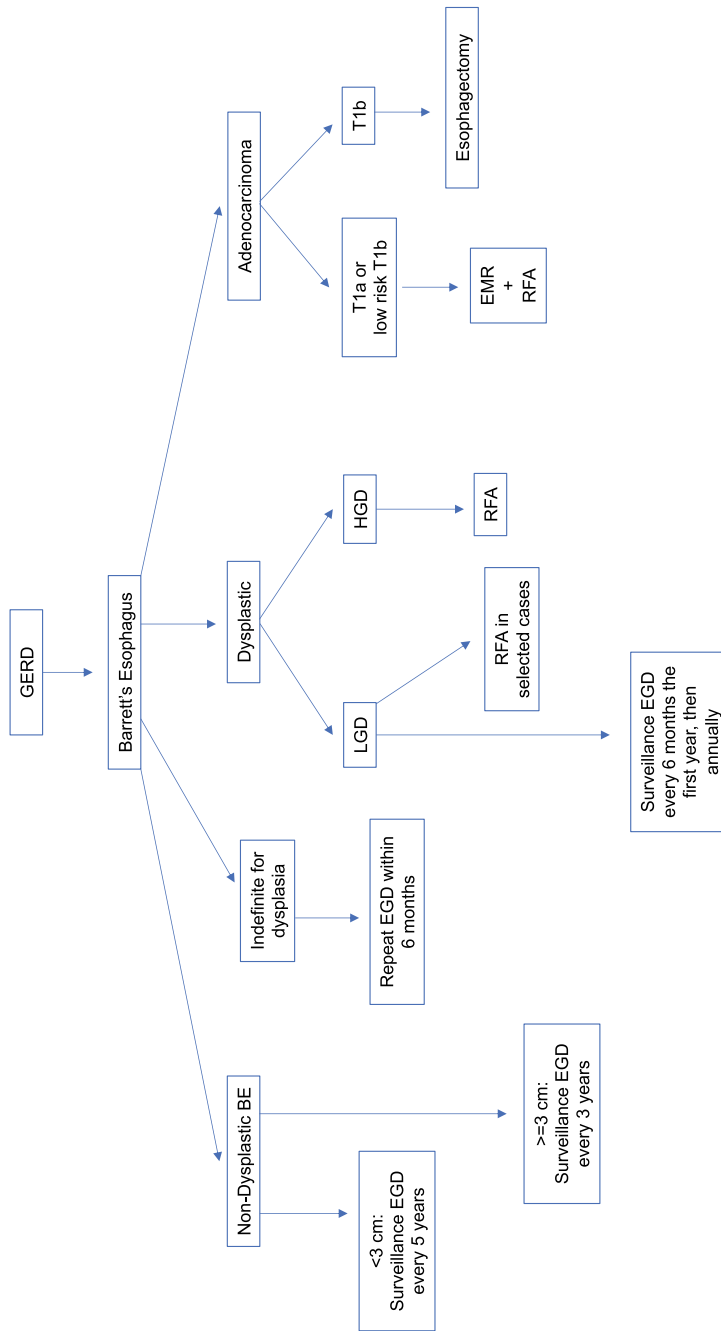 GERD
Barrett's Esophagus
Non-Dysplastic BE
Indefinite for
dysplasia
Dysplastic
Adenocarcinoma
<3 cm:
Surveillance EGD
every 5 years
>=3 cm:
Surveillance EGD
every 3 years
Repeat EGD within
6 months
LGD
HGD
Surveillance EGD
every 6 months the
first year, then
annually
RFA in
selected cases
RFA
T1a or
low risk T1b
T1b
EMR
+
RFA
Esophagectomy